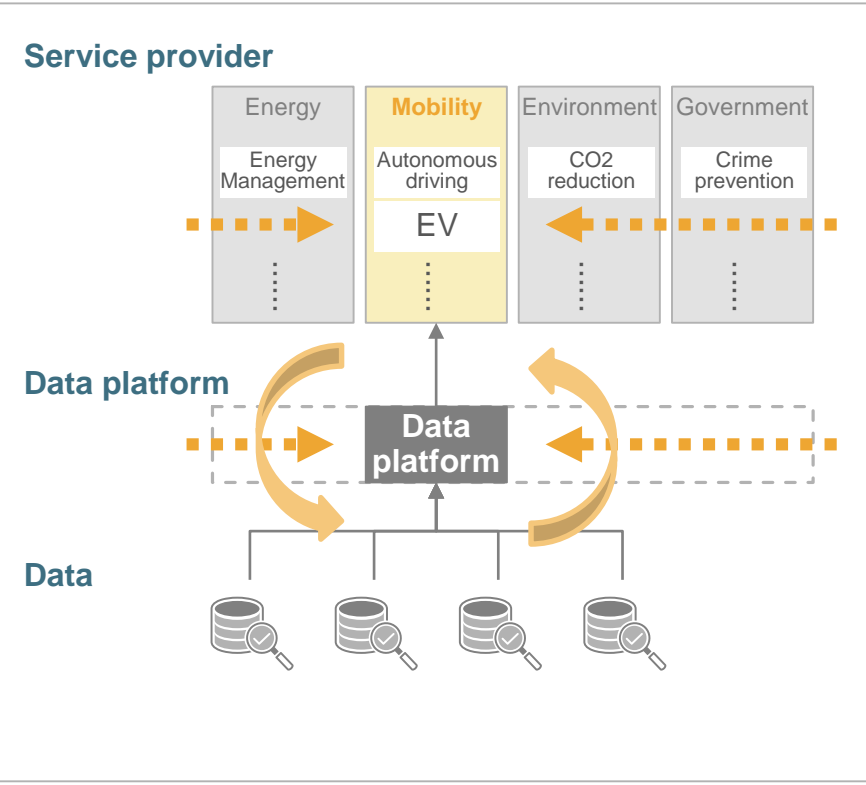 Service provider
Energy
Mobility
Environment
Government
Energy
Management
Autonomous
driving
CO2
reduction
Crime
prevention
EV
Data platform
Data
platform
Data